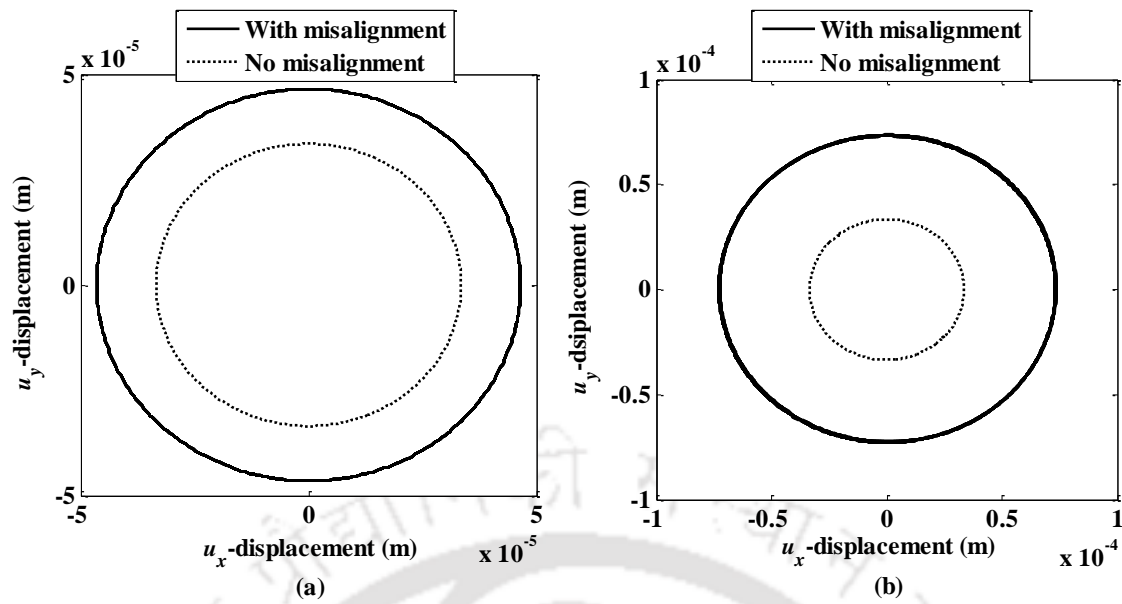 With misalignment
No misalignment
x 10^-5
5
0
-5
-5
0
5
x 10^-5
u_y-displacement (m)
u_x-displacement (m)
(a)
With misalignment
No misalignment
x 10^-4
1
0.5
0
-0.5
-1
-1
-0.5
0
0.5
1
x 10^-4
u_y-dsiplacement (m)
u_x-displacement (m)
(b)